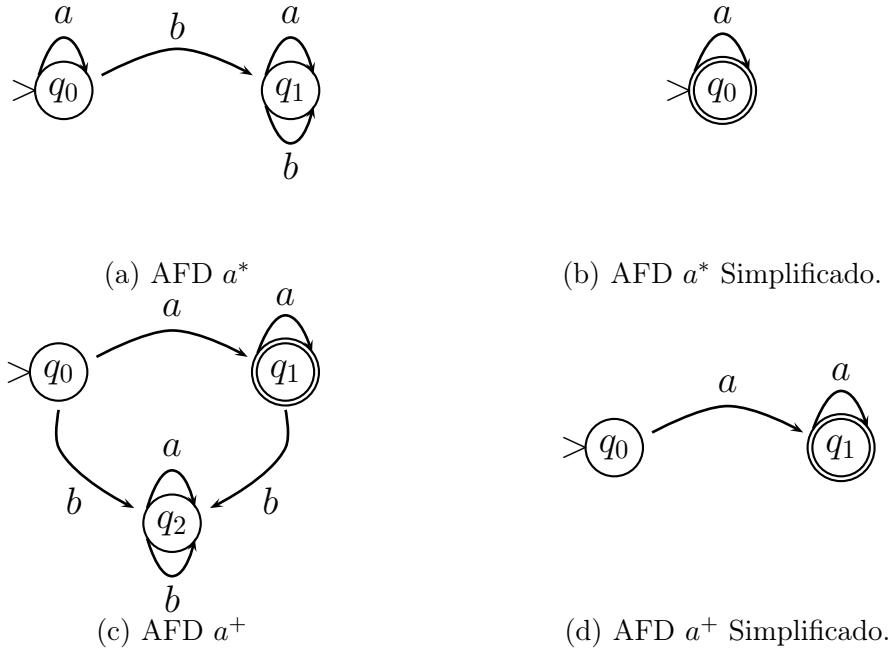 a
b
a
> q₀
q₁
b
a
> q₀
(a) AFD a*
(b) AFD a* Simplificado.
a
a
> q₀
q₁
b
a
b
q₂
b
a
a
> q₀
q₁
(c) AFD a⁺
(d) AFD a⁺ Simplificado.